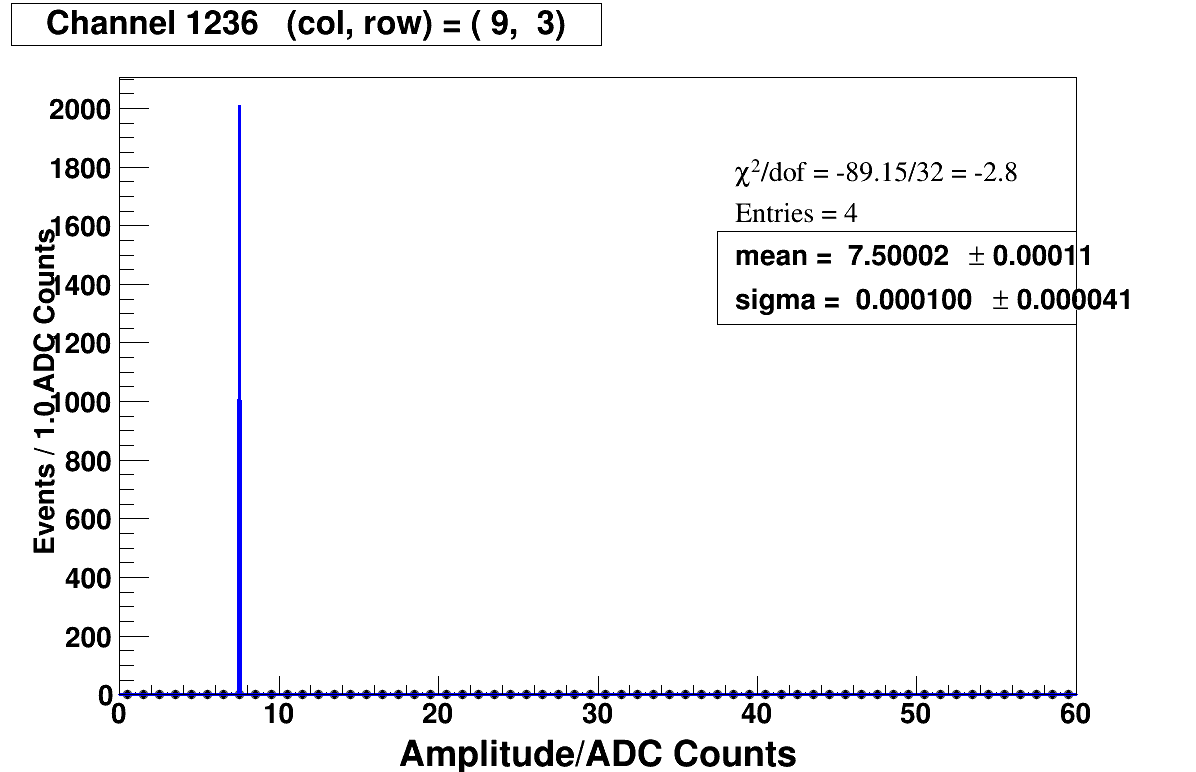 Channel 1236 (col, row) = ( 9, 3)
2000
1800
1600
1400
1200
1000
800
600
400
200
0
Events / 1.0 ADC Counts
χ²/dof = -89.15/32 = -2.8
Entries = 4
mean = 7.50002 ± 0.00011
sigma = 0.000100 ± 0.000041
0 10 20 30 40 50 60
Amplitude/ADC Counts